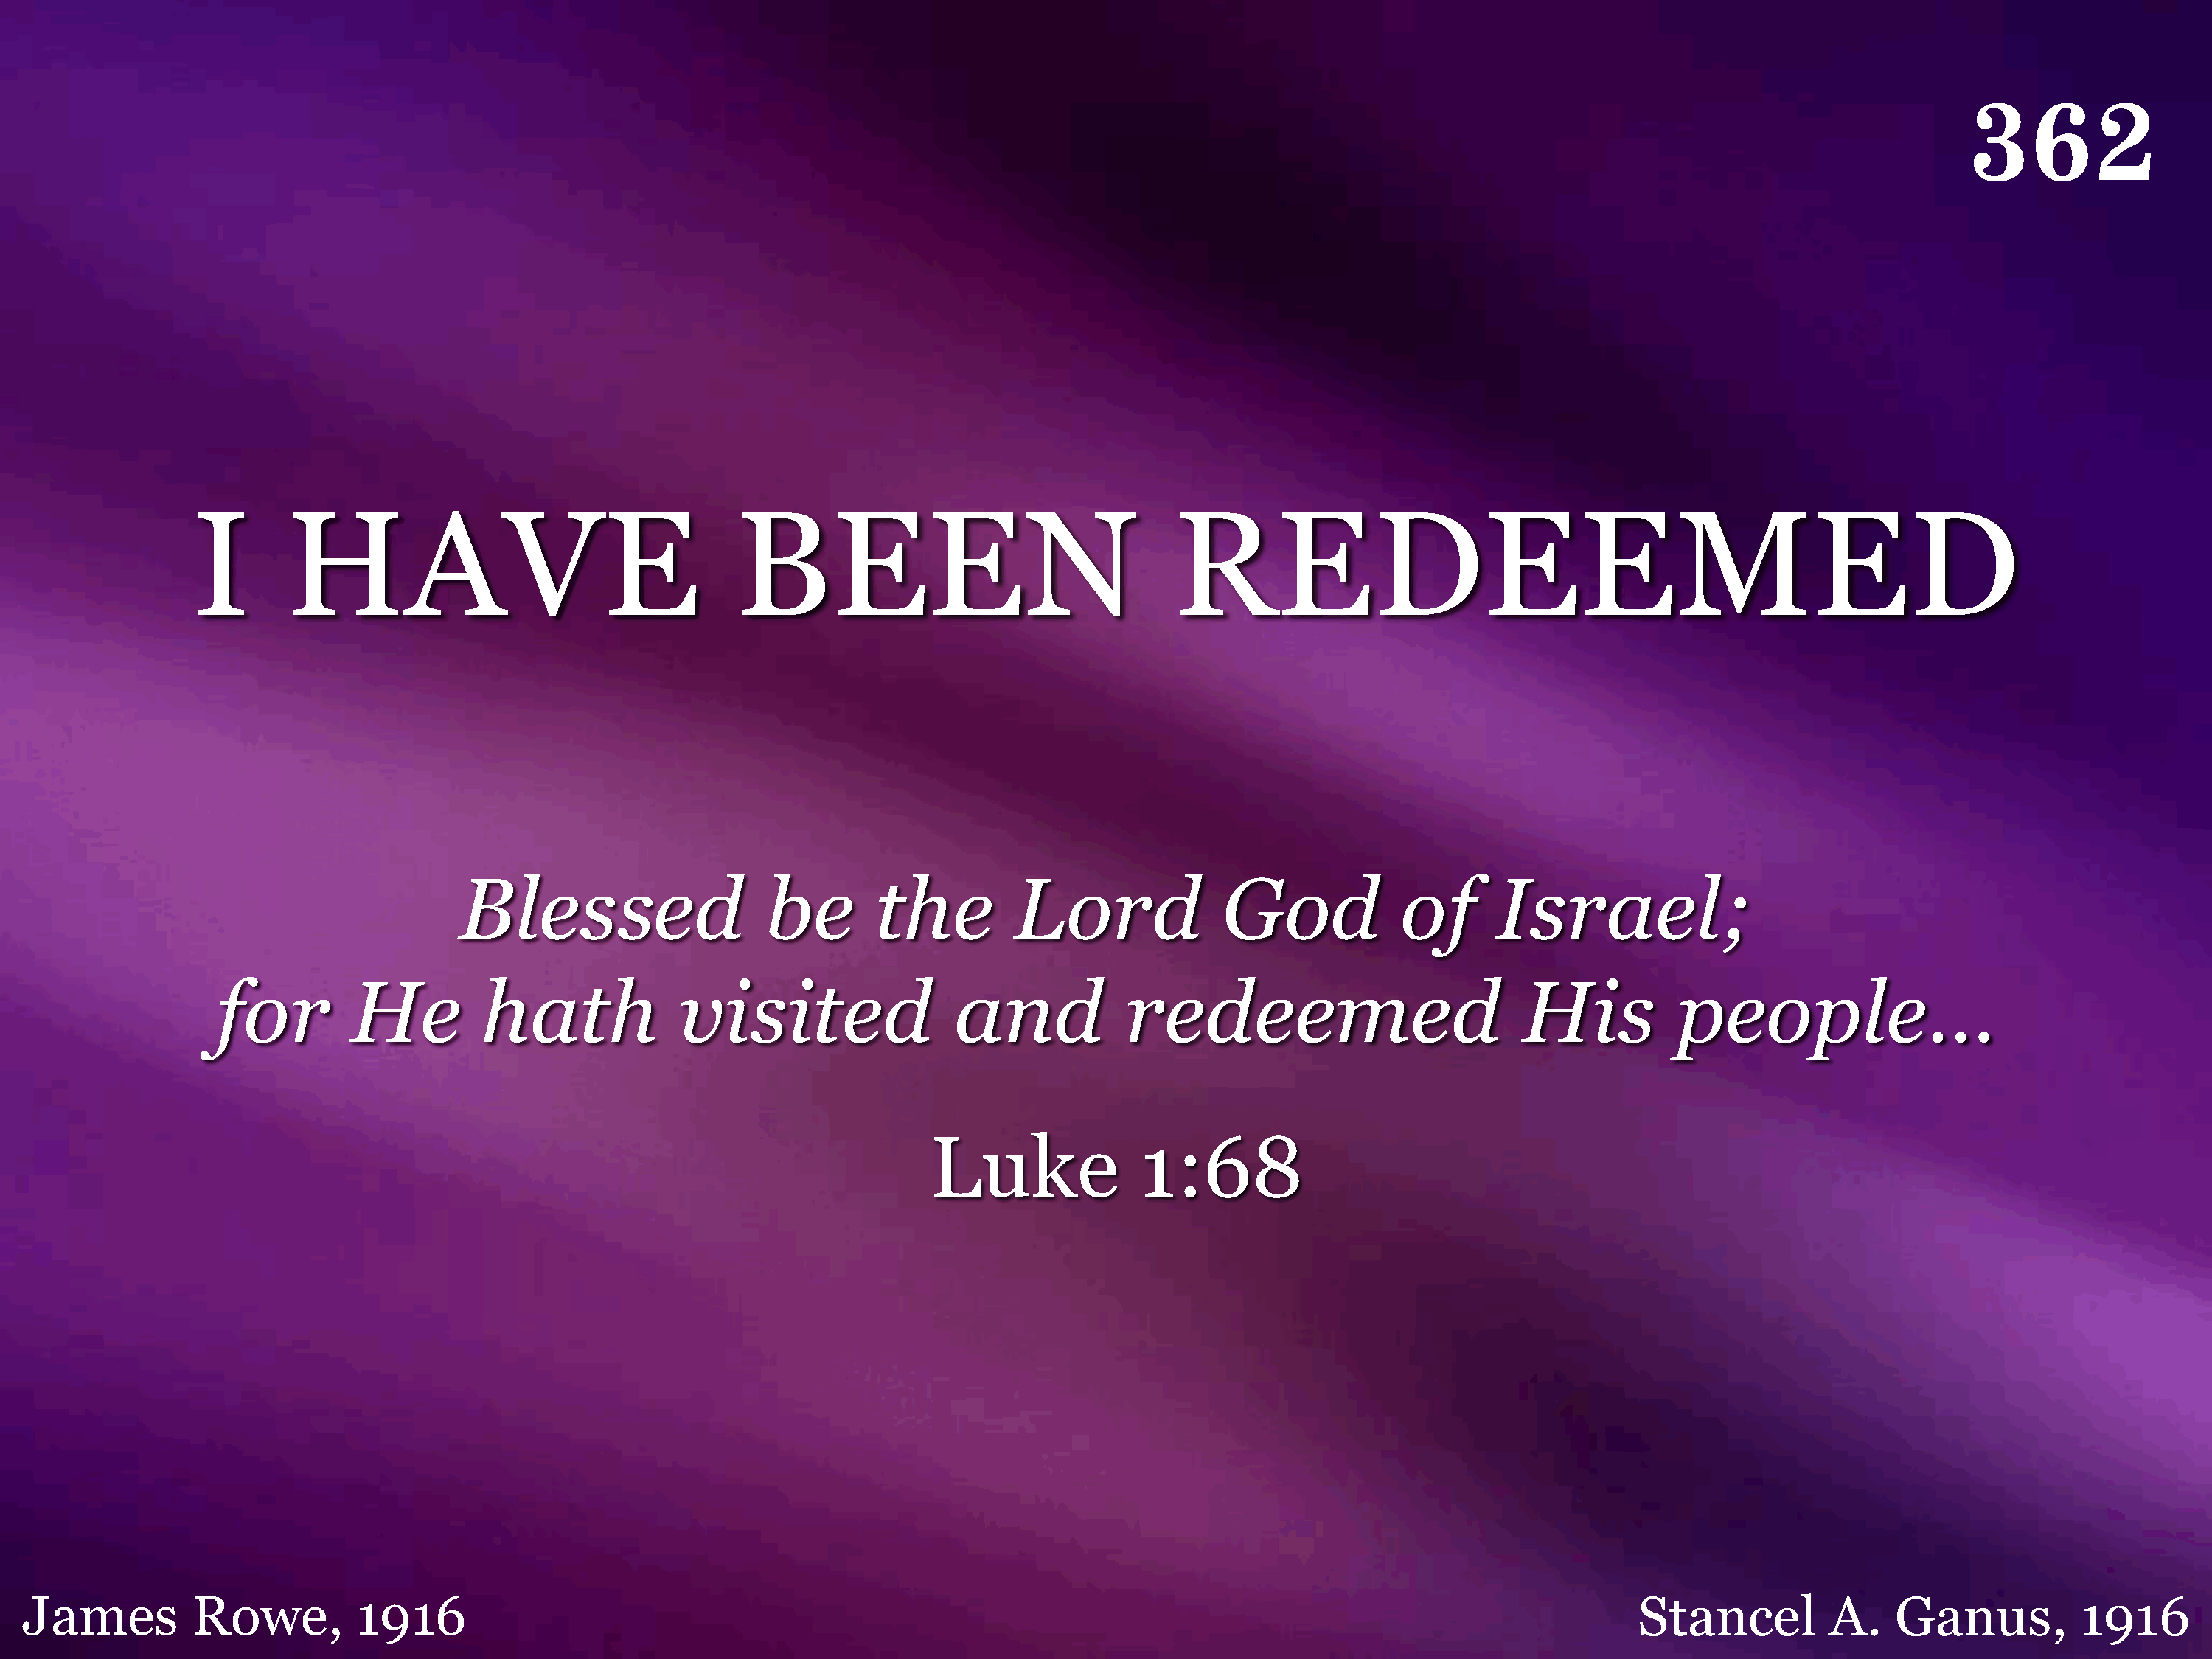 362
I HAVE BEEN REDEEMED
Blessed be the Lord God of Israel;
for He hath visited and redeemed His people...
Luke 1:68
James Rowe, 1916
Stancel A. Ganus, 1916